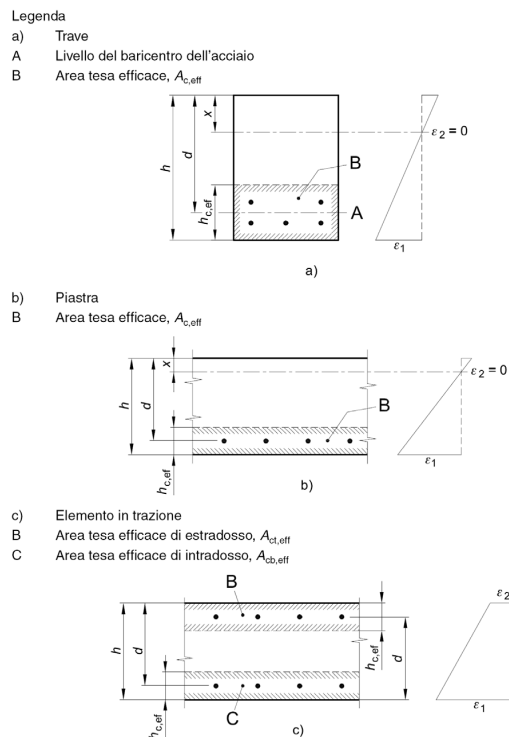 Legenda
a) Trave
A Livello del baricentro dell'acciaio
B Area tesa efficace, Ac,eff
x
h
d
ε2 = 0
B
hc,ef
A
ε1
a)
b) Piastra
B Area tesa efficace, Ac,eff
x
h
d
ε2 = 0
B
ε1
hc,ef
b)
c) Elemento in trazione
B Area tesa efficace di estradosso, Act,eff
C Area tesa efficace di intradosso, Acb,eff
B
ε2
h
d
hc,ef
d
ε1
hc,ef
C
c)